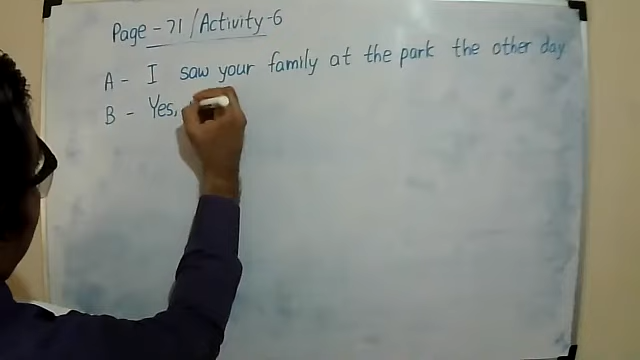 Page - 71 / Activity - 6
A - I saw your family at the park the other day
B - Yes,